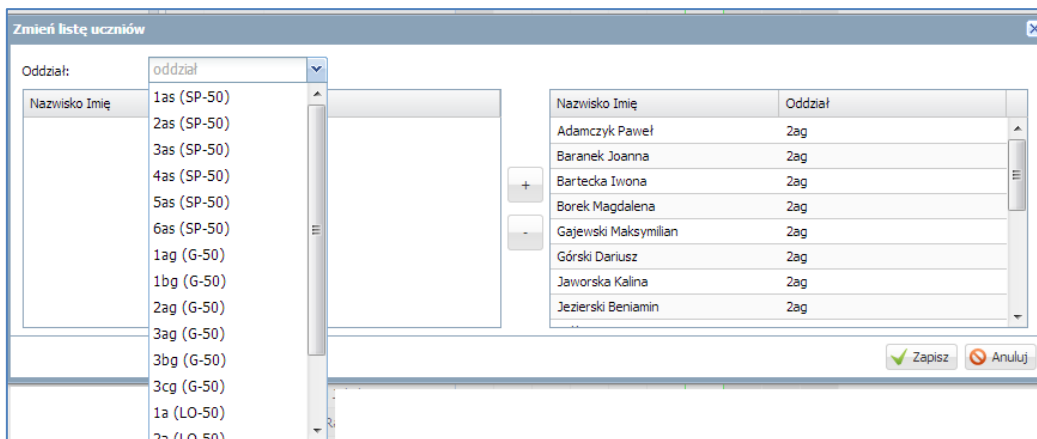 Zmień listę uczniów
Oddział: oddział
Nazwisko Imię
1as (SP-50)
2as (SP-50)
3as (SP-50)
4as (SP-50)
5as (SP-50)
6as (SP-50)
1ag (G-50)
1bg (G-50)
2ag (G-50)
3ag (G-50)
3bg (G-50)
3cg (G-50)
1a (LO-50)
2a (LO-50)
+
-
Nazwisko Imię Oddział
Adamczyk Paweł 2ag
Baranek Joanna 2ag
Bartecka Iwona 2ag
Borek Magdalena 2ag
Gajewski Maksymilian 2ag
Górski Dariusz 2ag
Jaworska Kalina 2ag
Jezierski Beniamin 2ag
Zapisz Anuluj